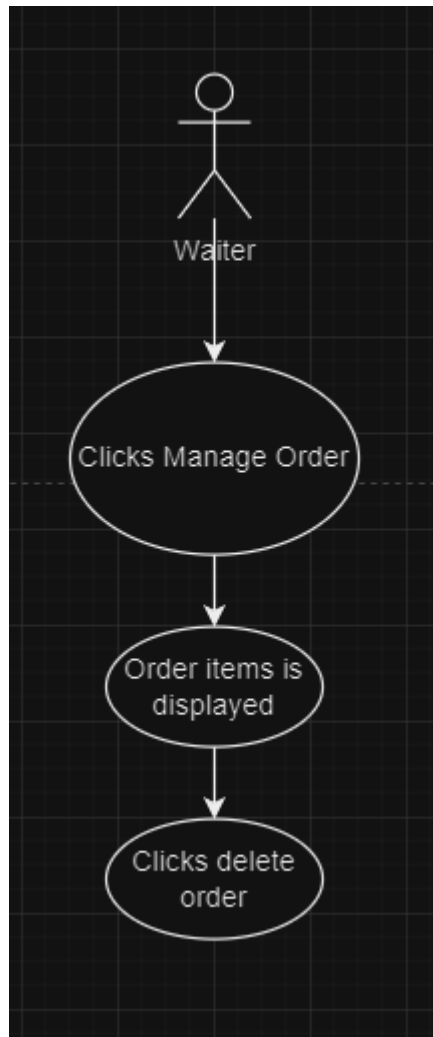 Waiter
Clicks Manage Order
Order items is
displayed
Clicks delete
order